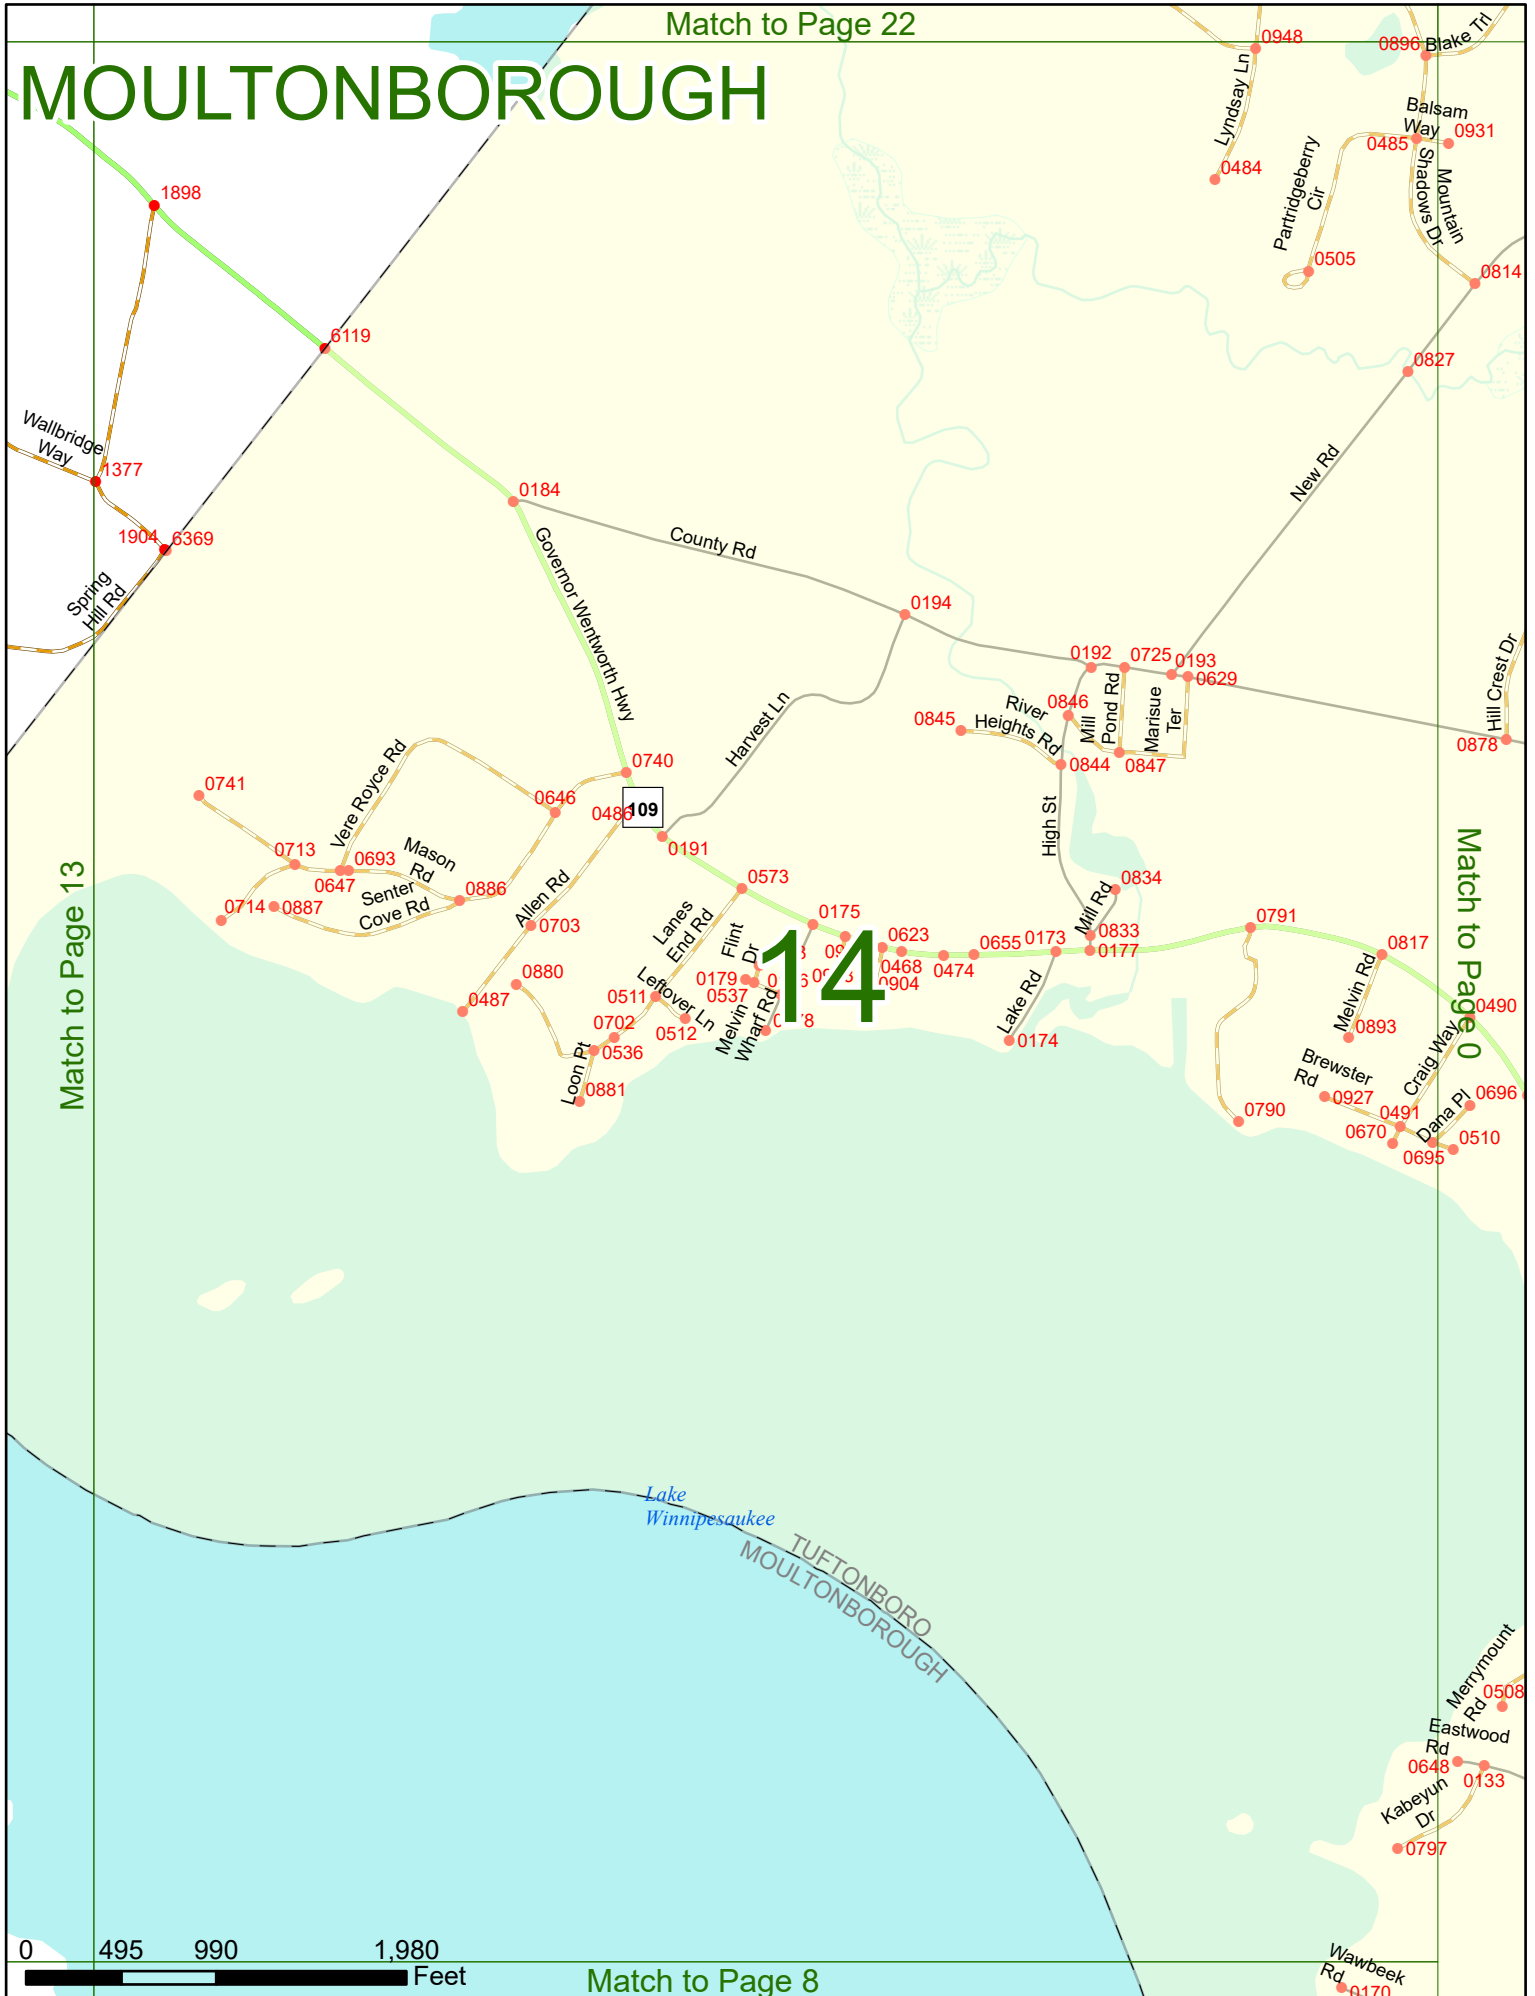 Match to Page 22
MOULTONBOROUGH
0948
0896
Blake Trl
Lyndsay Ln
Balsam
Way
0931
0485
0484
Partridgeberry
Cir
Mountain
Shadows Dr
1898
0505
0814
6119
0827
Wallbridge
Way
1377
New Rd
0184
1904
6369
County Rd
Governor Wentworth Hwy
Spring
Hill Rd
0194
0192
0725
0193
0629
Hill Crest Dr
Harvest Ln
0846
River
Heights Rd
Mill
Pond Rd
Marisue
Ter
0845
0878
0844
0847
0740
0741
Vere Royce Rd
0646
0486
109
High St
0191
0713
0693
Mason
Rd
0647
Senter
Cove Rd
0886
0573
0834
Match to Page 13
Match to Page 0
0714
0887
Allen Rd
0703
Lanes
End Rd
Flint
Dr
0175
14
0623
0468
0474
0655
0173
Mill Rd
0833
0177
0791
0817
0880
0179
0537
0904
0511
Leftover Ln
0512
Melvin
Wharf Rd
0487
0702
0536
Lake Rd
0174
Melvin Rd
0893
0490
Loon Pt
0881
Brewster
Rd
Craig Way
0927
0491
Dana Pl
0696
0790
0670
0695
0510
Lake
Winnipesaukee
TUFTONBORO
MOULTONBOROUGH
Merrymount
Rd
0508
Eastwood
Rd
0648
0133
Kabeyun
Dr
0797
0 495 990 1,980
Feet
Match to Page 8
Wawbeek
Rd
0170